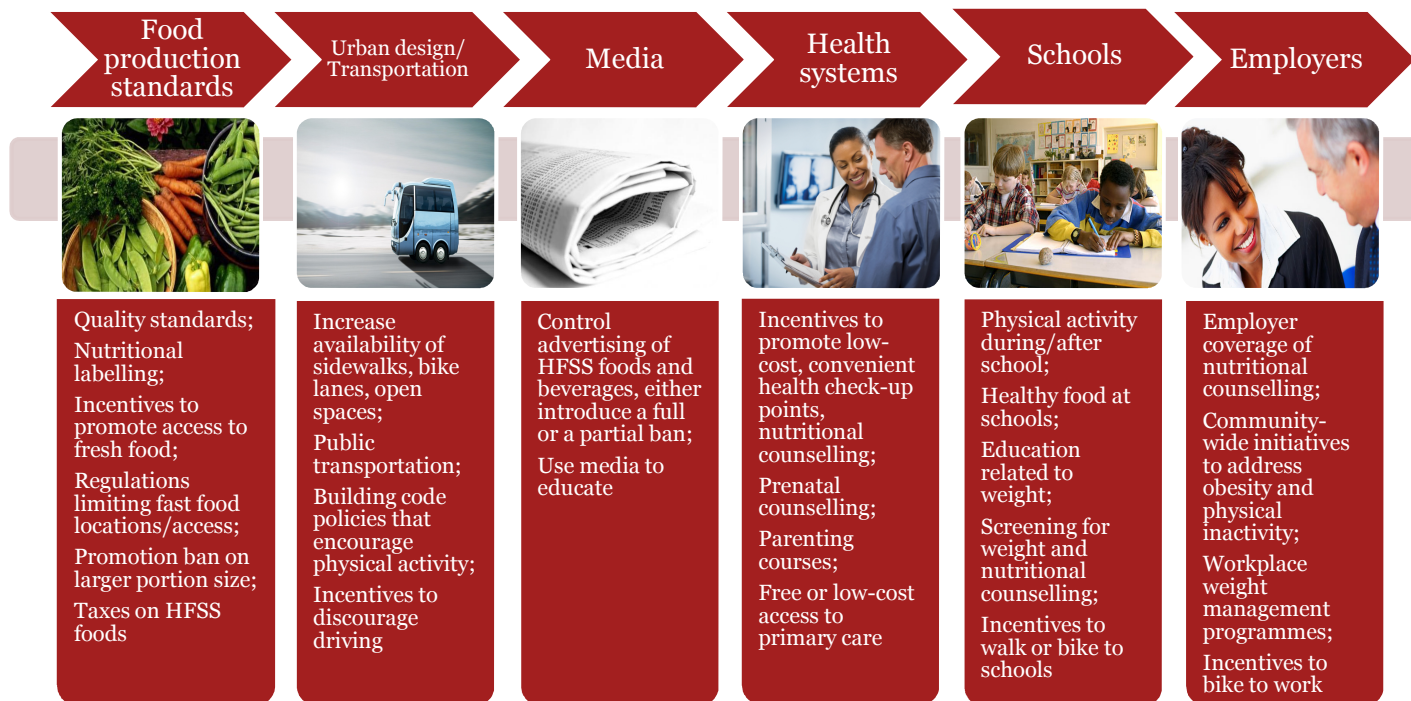 Food
production
standards
Urban design/
Transportation
Media
Health
systems
Schools
Employers
Quality standards;
Nutritional
labelling;
Incentives to
promote access to
fresh food;
Regulations
limiting fast food
locations/access;
Promotion ban on
larger portion size;
Taxes on HFSS
foods
Increase
availability of
sidewalks, bike
lanes, open
spaces;
Public
transportation;
Building code
policies that
encourage
physical activity;
Incentives to
discourage
driving
Control
advertising of
HFSS foods and
beverages, either
introduce a full
or a partial ban;
Use media to
educate
Incentives to
promote low-
cost, convenient
health check-up
points,
nutritional
counselling;
Prenatal
counselling;
Parenting
courses;
Free or low-cost
access to
primary care
Physical activity
during/after
school;
Healthy food at
schools;
Education
related to
weight;
Screening for
weight and
nutritional
counselling;
Incentives to
walk or bike to
schools
Employer
coverage of
nutritional
counselling;
Community-
wide initiatives
to address
obesity and
physical
inactivity;
Workplace
weight
management
programmes;
Incentives to
bike to work